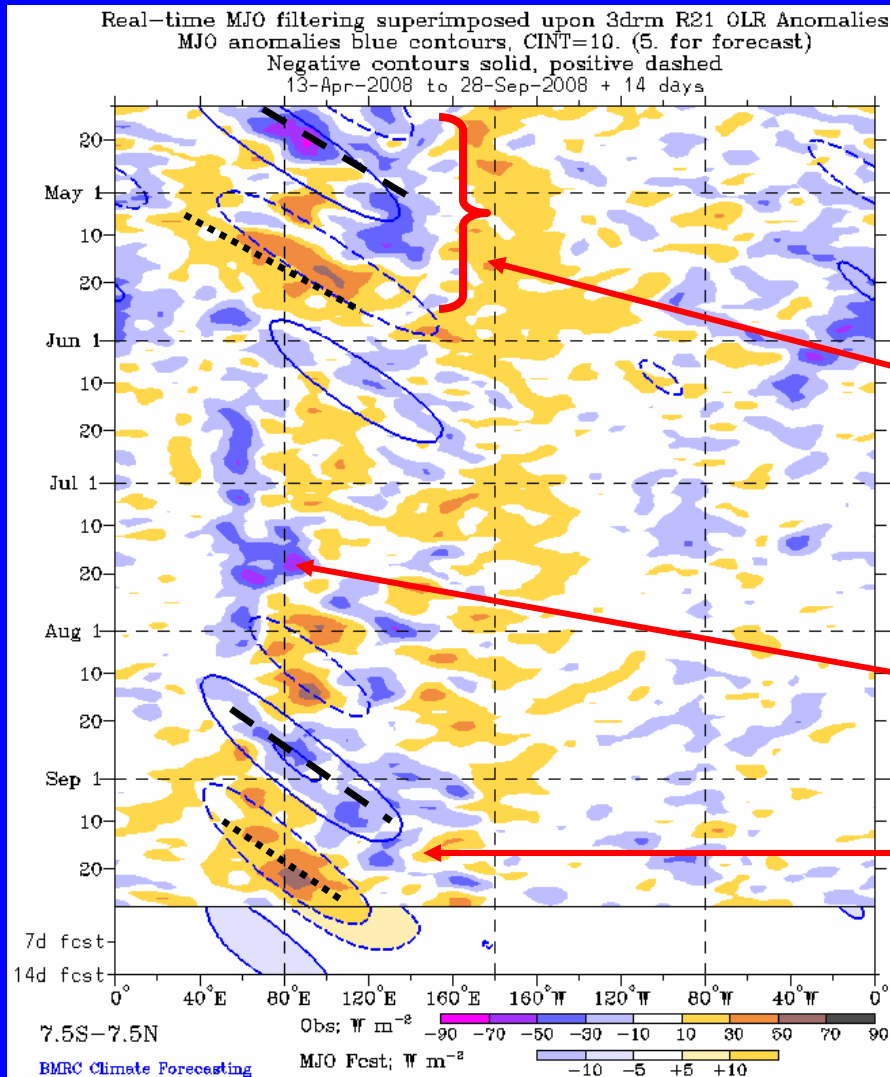 Real-time MJO filtering superimposed upon 3drm R21 OLR Anomalies
MJO anomalies blue contours, CINT=10. (5. for forecast)
Negative contours solid, positive dashed
13-Apr-2008 to 28-Sep-2008 + 14 days
20
May 1
10
20
Jun 1
10
20
Jul 1
10
20
Aug 1
10
20
Sep 1
10
20
7d fcst
14d fcst
0° 40°E 80°E 120°E 160°E 160°W 120°W 80°W 40°W 0°
7.5S-7.5N
Obs; W m⁻²
-90 -70 -50 -30 -10 10 30 50 70 90
BMRC Climate Forecasting
MJO Fcst; W m⁻²
-10 -5 +5 +10